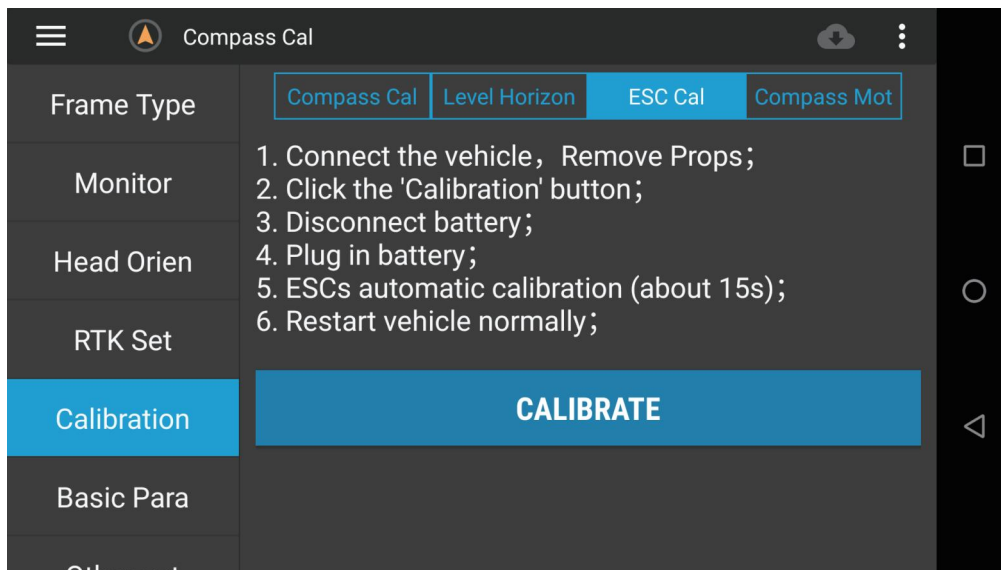 Compass Cal
Frame Type
Monitor
Head Orien
RTK Set
Calibration
Basic Para
Compass Cal Level Horizon ESC Cal Compass Mot
1. Connect the vehicle，Remove Props；
2. Click the 'Calibration' button；
3. Disconnect battery；
4. Plug in battery；
5. ESCs automatic calibration (about 15s)；
6. Restart vehicle normally；
CALIBRATE